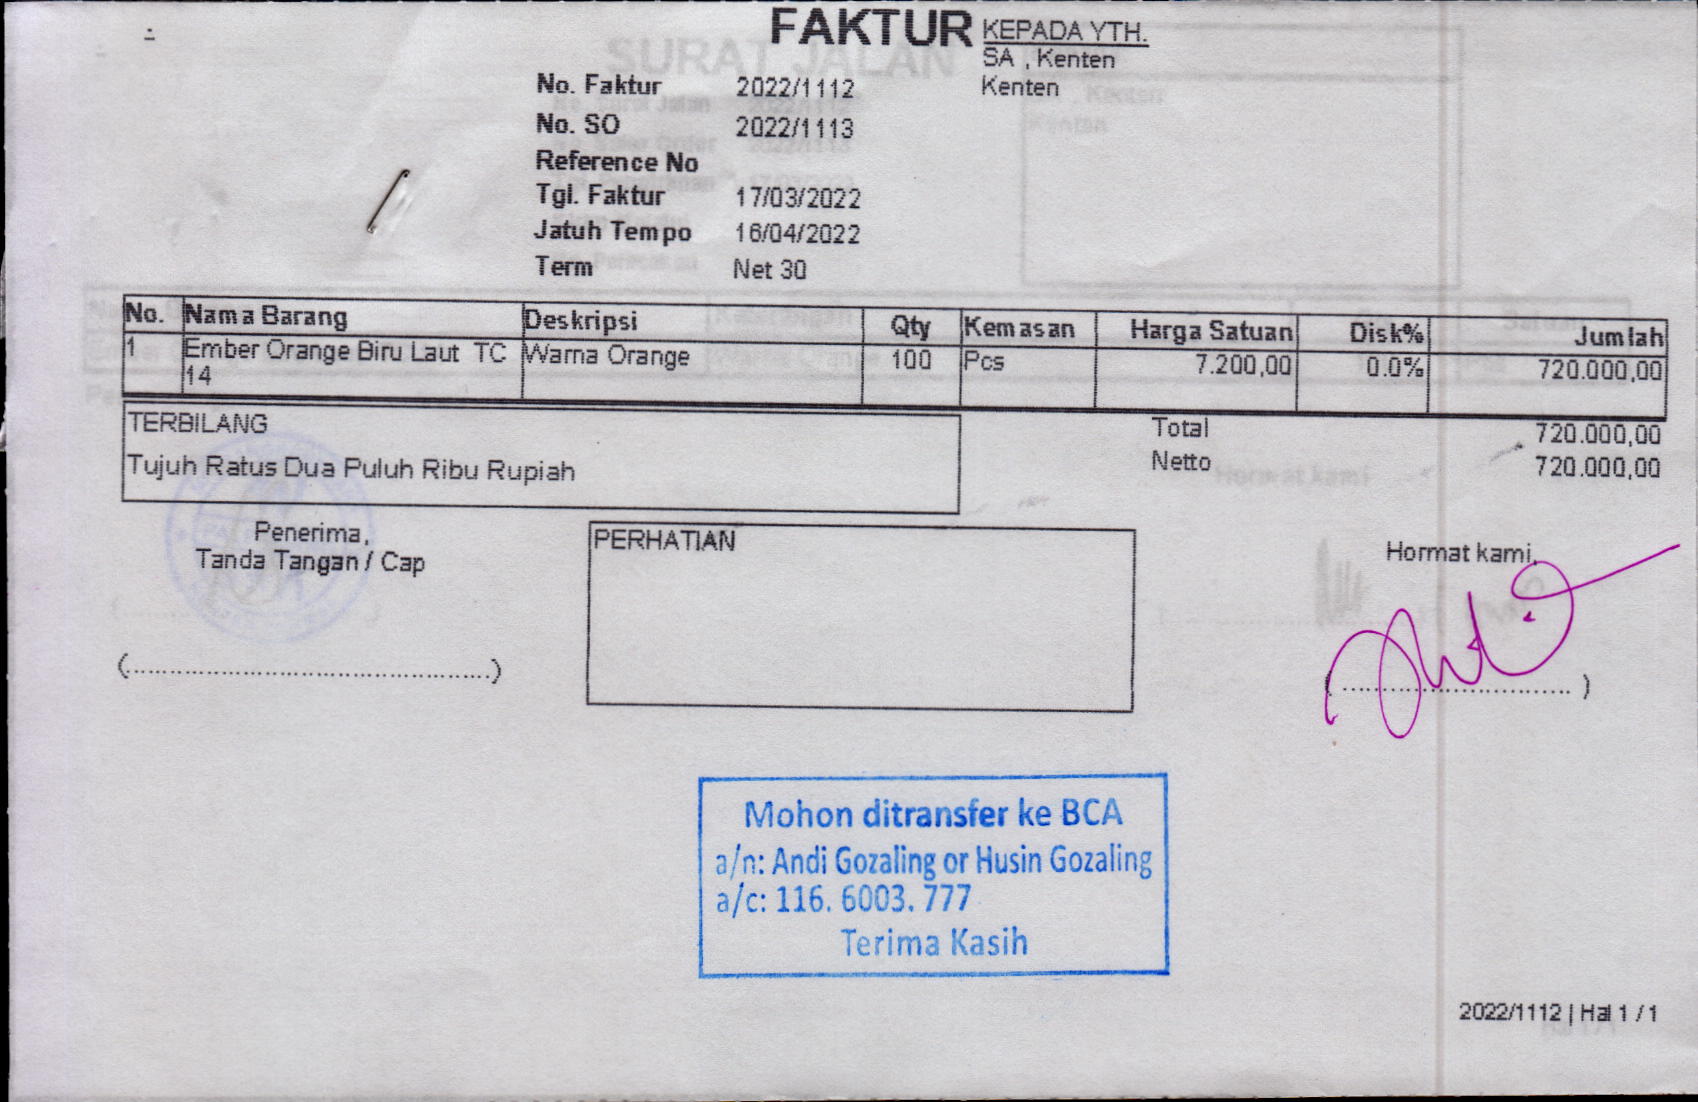 FAKTUR
KEPADA YTH.
SA , Kenten
Kenten
No. Faktur 2022/1112
No. SO 2022/1113
Reference No
Tgl. Faktur 17/03/2022
Jatuh Tempo 16/04/2022
Term Net 30
No. Nama Barang Deskripsi Qty Kemasan Harga Satuan Disk% Jumlah
1 Ember Orange Biru Laut TC Warna Orange 100 Pcs 7.200,00 0.0% 720.000,00
14
TERBILANG
Tujuh Ratus Dua Puluh Ribu Rupiah
Total 720.000,00
Netto 720.000,00
Penerima,
Tanda Tangan / Cap
(................................................)
PERHATIAN
Hormat kami,
( .............................. )
Mohon ditransfer ke BCA
a/n: Andi Gozaling or Husin Gozaling
a/c: 116. 6003. 777
Terima Kasih
2022/1112 | Hal 1 / 1